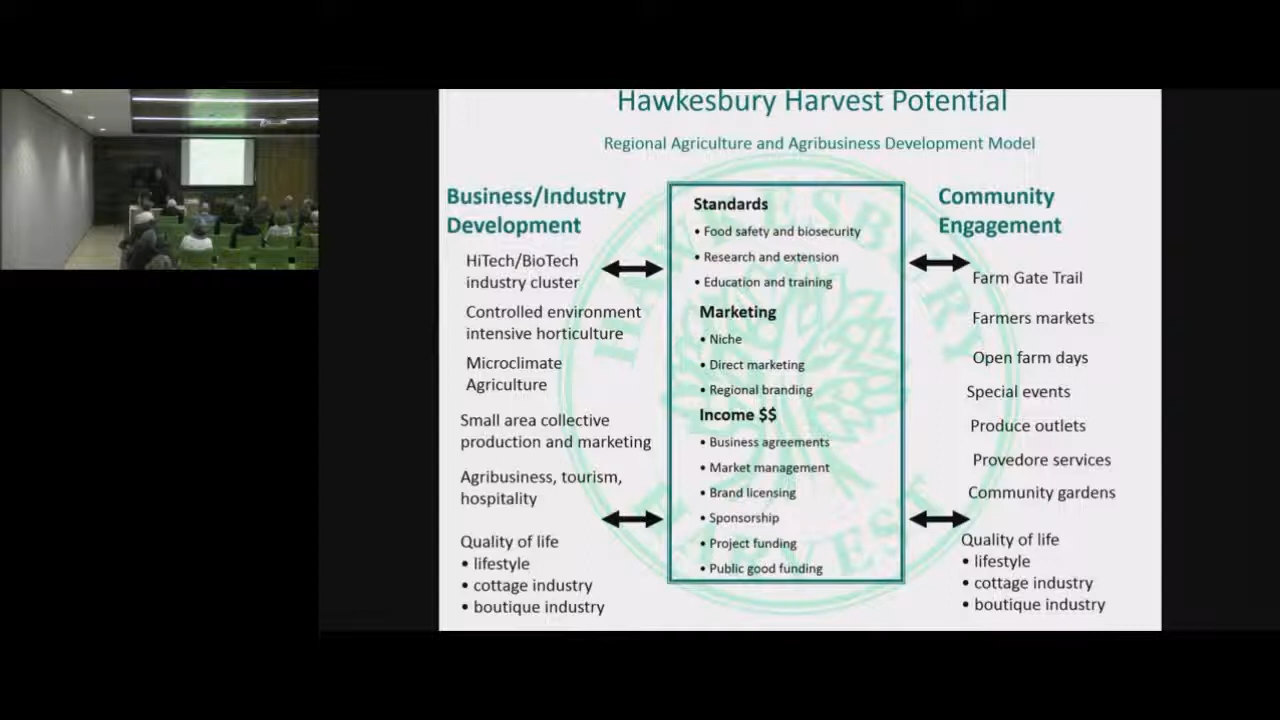 Hawkesbury Harvest Potential
Regional Agriculture and Agribusiness Development Model
Business/Industry
Development
HiTech/BioTech
industry cluster
Controlled environment
intensive horticulture
Microclimate
Agriculture
Small area collective
production and marketing
Agribusiness, tourism,
hospitality
Quality of life
• lifestyle
• cottage industry
• boutique industry
Standards
• Food safety and biosecurity
• Research and extension
• Education and training
Marketing
• Niche
• Direct marketing
• Regional branding
Income $$
• Business agreements
• Market management
• Brand licensing
• Sponsorship
• Project funding
• Public good funding
Community
Engagement
Farm Gate Trail
Farmers markets
Open farm days
Special events
Produce outlets
Provedore services
Community gardens
Quality of life
• lifestyle
• cottage industry
• boutique industry
HAWKESBURY
HARVEST